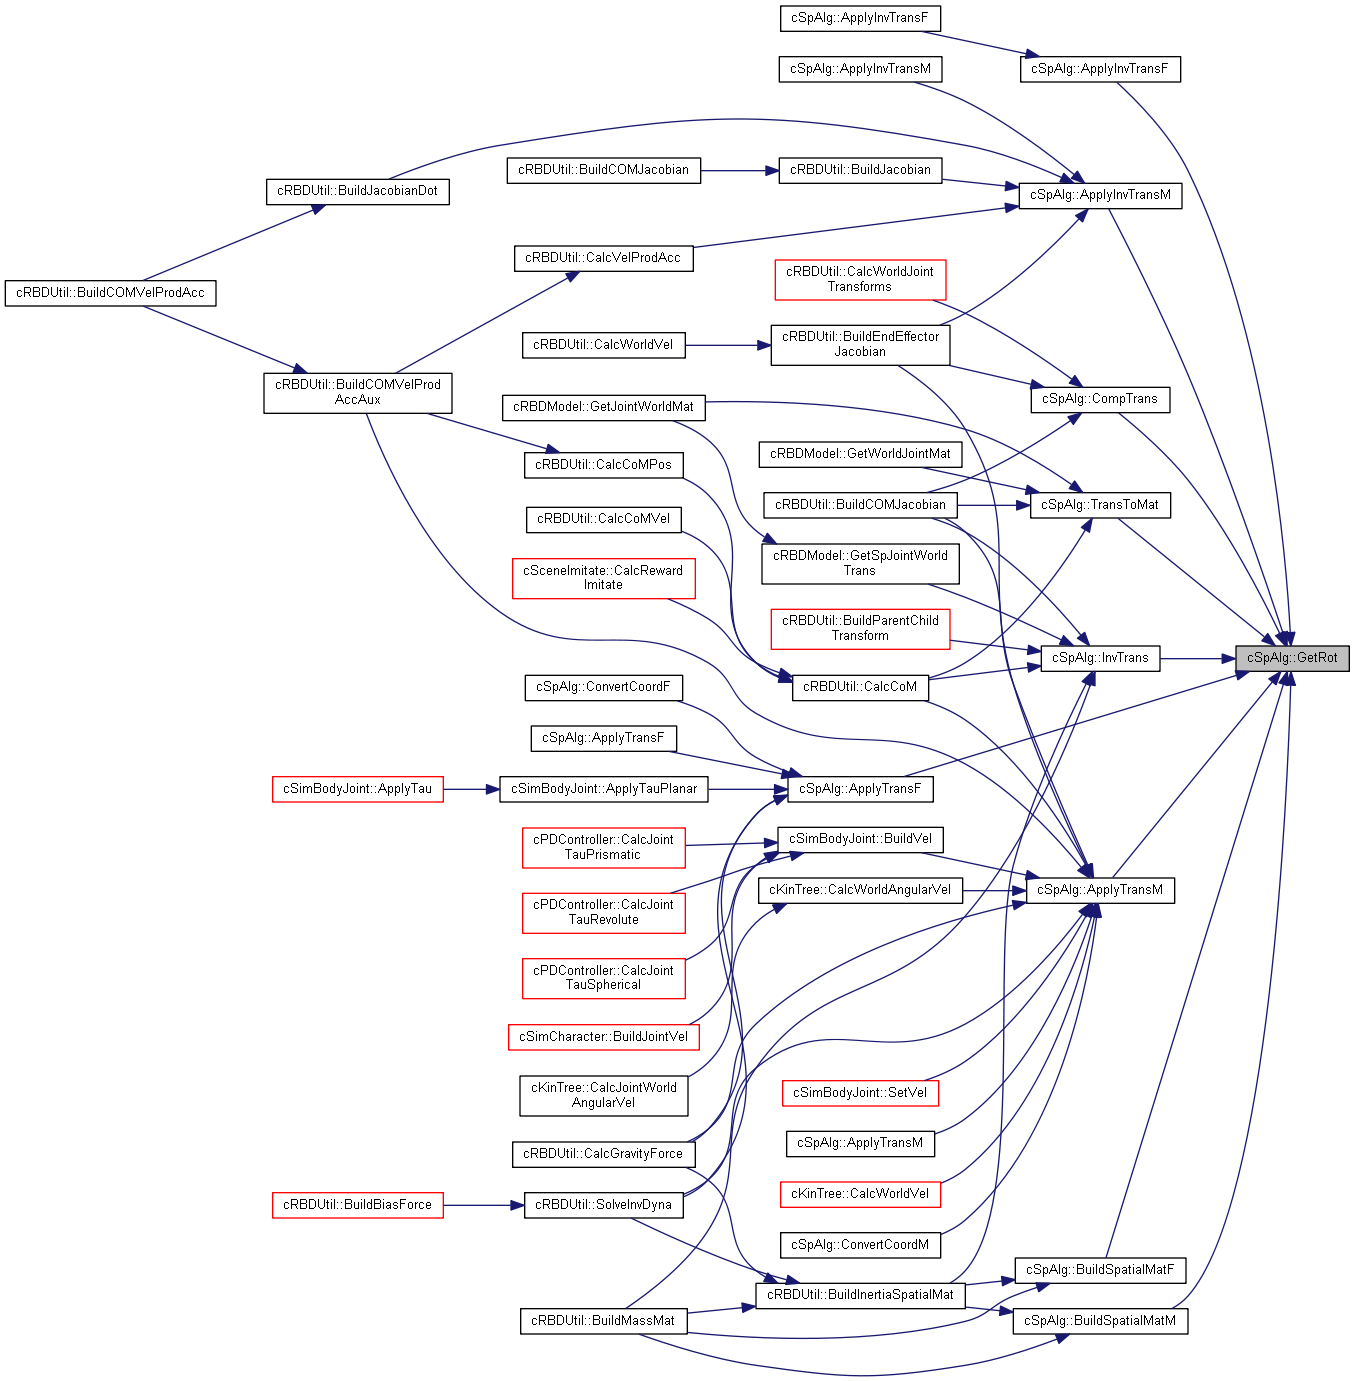 cSpAlg::ApplyInvTransF
cSpAlg::ApplyInvTransM
cSpAlg::ApplyInvTransF
cRBDUtil::BuildCOMJacobian
cRBDUtil::BuildJacobian
cRBDUtil::BuildJacobianDot
cSpAlg::ApplyInvTransM
cRBDUtil::CalcVelProdAcc
cRBDUtil::CalcWorldJoint
Transforms
cRBDUtil::BuildCOMVelProdAcc
cRBDUtil::CalcWorldVel
cRBDUtil::BuildEndEffector
Jacobian
cRBDUtil::BuildCOMVelProd
AccAux
cSpAlg::CompTrans
cRBDModel::GetJointWorldMat
cRBDModel::GetWorldJointMat
cRBDUtil::CalcCoMPos
cRBDUtil::BuildCOMJacobian
cSpAlg::TransToMat
cRBDUtil::CalcCoMVel
cRBDModel::GetSpJointWorld
Trans
cSceneImitate::CalcReward
Imitate
cRBDUtil::BuildParentChild
Transform
cSpAlg::InvTrans
cSpAlg::GetRot
cSpAlg::ConvertCoordF
cRBDUtil::CalcCoM
cSpAlg::ApplyTransF
cSimBodyJoint::ApplyTau
cSimBodyJoint::ApplyTauPlanar
cSpAlg::ApplyTransF
cPDController::CalcJoint
TauPrismatic
cSimBodyJoint::BuildVel
cPDController::CalcJoint
TauRevolute
cKinTree::CalcWorldAngularVel
cSpAlg::ApplyTransM
cPDController::CalcJoint
TauSpherical
cSimCharacter::BuildJointVel
cKinTree::CalcJointWorld
AngularVel
cSimBodyJoint::SetVel
cRBDUtil::CalcGravityForce
cSpAlg::ApplyTransM
cRBDUtil::BuildBiasForce
cRBDUtil::SolveInvDyna
cKinTree::CalcWorldVel
cSpAlg::ConvertCoordM
cSpAlg::BuildSpatialMatF
cRBDUtil::BuildInertiaSpatialMat
cRBDUtil::BuildMassMat
cSpAlg::BuildSpatialMatM